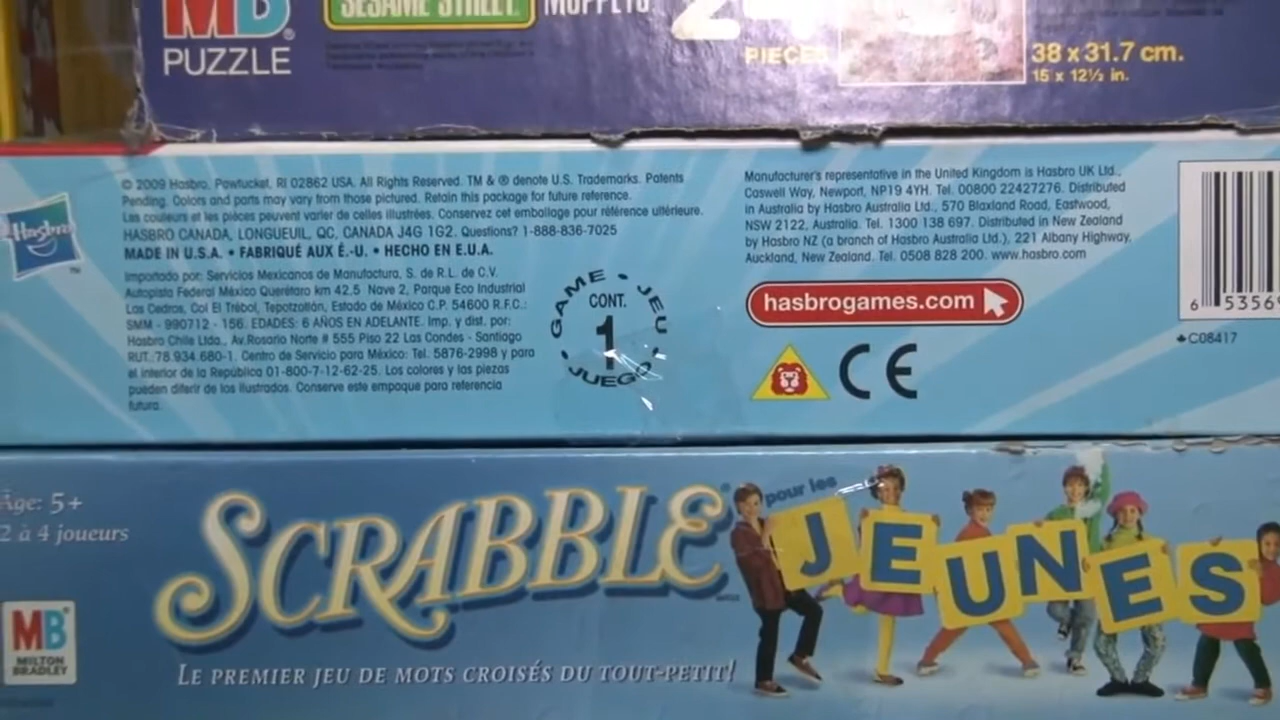 MB
PUZZLE
SESAME STREET
MUPPETS
PIECES
38 x 31.7 cm.
15 x 12½ in.
Hasbro
TM
© 2009 Hasbro, Pawtucket, RI 02862 USA. All Rights Reserved. TM & ® denote U.S. Trademarks. Patents
Pending. Colors and parts may vary from those pictured. Retain this package for future reference.
Les couleurs et les pièces peuvent varier de celles illustrées. Conservez cet emballage pour référence ultérieure.
HASBRO CANADA, LONGUEUIL, QC, CANADA J4G 1G2. Questions? 1-888-836-7025
MADE IN U.S.A. • FABRIQUÉ AUX É.-U. • HECHO EN E.U.A.
Importado por: Servicios Mexicanos de Manufactura, S. de R.L. de C.V.
Autopista Federal México Querétaro km 42.5 Nave 2, Parque Eco Industrial
Las Cedros, Col El Trébol, Tepotzotlán, Estado de México C.P. 54600 R.F.C.:
SMM - 990712 - 156. EDADES: 6 AÑOS EN ADELANTE. Imp. y dist. por:
Hasbro Chile Ltda., Av.Rosario Norte # 555 Piso 22 Las Condes - Santiago
RUT. 78.934.680-1. Centro de Servicio para México: Tel. 5876-2998 y para
el interior de la República 01-800-7-12-62-25. Los colores y las piezas
pueden diferir de los ilustrados. Conserve este empaque para referencia
futura.
GAME • JEU • JUEGO •
CONT.
1
Manufacturer's representative in the United Kingdom is Hasbro UK Ltd.,
Caswell Way, Newport, NP19 4YH. Tel. 00800 22427276. Distributed
in Australia by Hasbro Australia Ltd., 570 Blaxland Road, Eastwood,
NSW 2122, Australia. Tel. 1300 138 697. Distributed in New Zealand
by Hasbro NZ (a branch of Hasbro Australia Ltd.), 221 Albany Highway,
Auckland, New Zealand. Tel. 0508 828 200. www.hasbro.com
hasbrogames.com
CE
6 5356
C08417
Age: 5+
2 à 4 joueurs
SCRABBLE
pour les
JEUNES
MB
MILTON
BRADLEY
LE PREMIER JEU DE MOTS CROISÉS DU TOUT-PETIT!